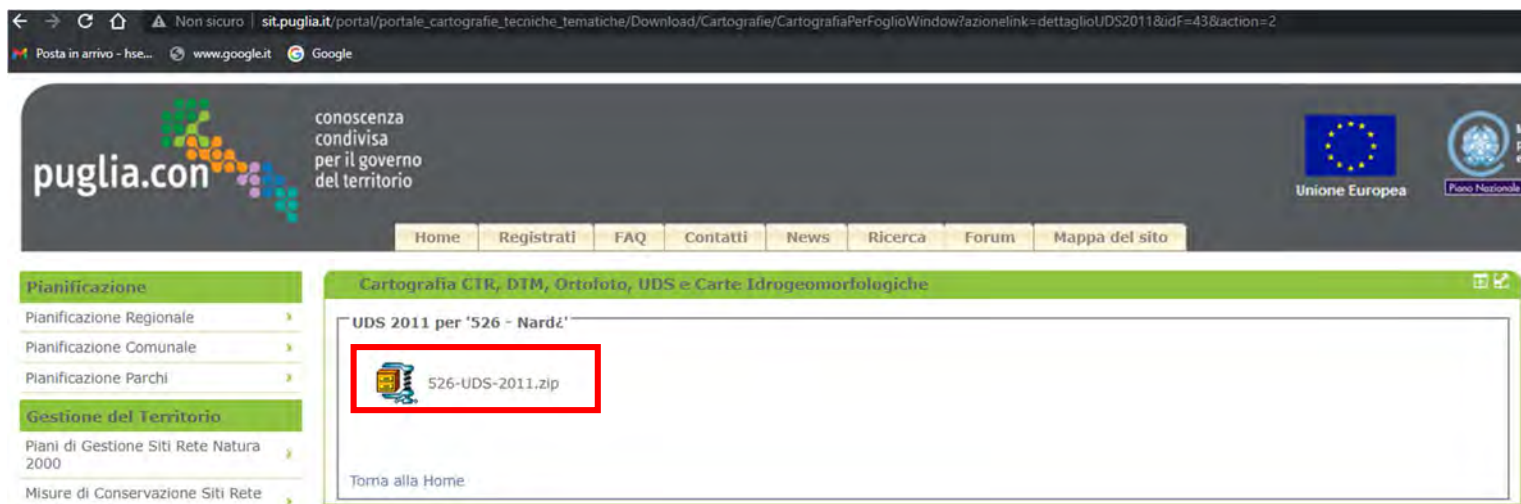 Non sicuro | sit.puglia.it/portal/portale_cartografie_tecniche_tematiche/Download/Cartografie/CartografiaPerFoglioWindow?azionelink=dettaglioUDS2011&idF=43&action=2
Posta in arrivo - hse... www.google.it Google
puglia.con
conoscenza
condivisa
per il governo
del territorio
Unione Europea
Piano Nazionale
Home Registrati FAQ Contatti News Ricerca Forum Mappa del sito
Pianificazione
Pianificazione Regionale
Pianificazione Comunale
Pianificazione Parchi
Gestione del Territorio
Piani di Gestione Siti Rete Natura
2000
Misure di Conservazione Siti Rete
Cartografia CTR, DTM, Ortofoto, UDS e Carte Idrogeomorfologiche
UDS 2011 per '526 - Nard¿'
526-UDS-2011.zip
Torna alla Home